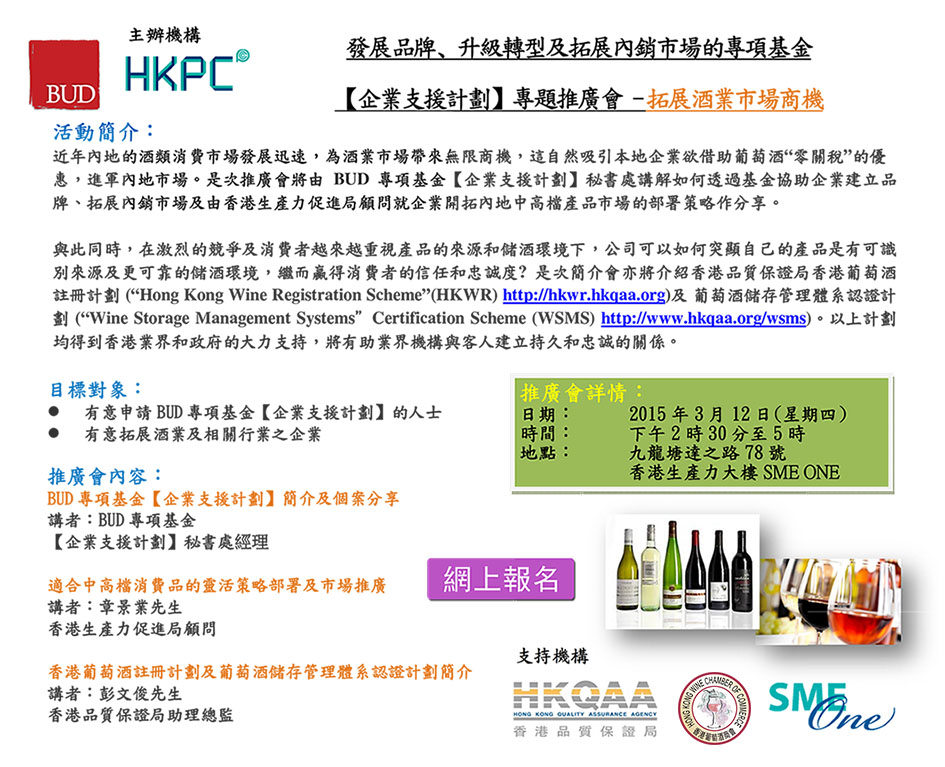 主辦機構
BUD
HKPC
發展品牌、升級轉型及拓展內銷市場的專項基金
【企業支援計劃】專題推廣會 –拓展酒業市場商機
活動簡介：
近年內地的酒類消費市場發展迅速，為酒業市場帶來無限商機，這自然吸引本地企業欲借助葡萄酒“零關稅”的優
惠，進軍內地市場。是次推廣會將由 BUD 專項基金【企業支援計劃】秘書處講解如何透過基金協助企業建立品
牌、拓展內銷市場及由香港生產力促進局顧問就企業開拓內地中高檔產品市場的部署策略作分享。
與此同時，在激烈的競爭及消費者越來越重視產品的來源和儲酒環境下，公司可以如何突顯自己的產品是有可識
別來源及更可靠的儲酒環境，繼而贏得消費者的信任和忠誠度? 是次簡介會亦將介紹香港品質保證局香港葡萄酒
註冊計劃 (“Hong Kong Wine Registration Scheme”(HKWR) http://hkwr.hkqaa.org)及 葡萄酒儲存管理體系認證計
劃 (“Wine Storage Management Systems” Certification Scheme (WSMS) http://www.hkqaa.org/wsms)。以上計劃
均得到香港業界和政府的大力支持，將有助業界機構與客人建立持久和忠誠的關係。
目標對象：
● 有意申請 BUD 專項基金【企業支援計劃】的人士
● 有意拓展酒業及相關行業之企業
推廣會內容：
BUD 專項基金【企業支援計劃】簡介及個案分享
講者：BUD 專項基金
【企業支援計劃】秘書處經理
適合中高檔消費品的靈活策略部署及市場推廣
講者：章景業先生
香港生產力促進局顧問
香港葡萄酒註冊計劃及葡萄酒儲存管理體系認證計劃簡介
講者：彭文俊先生
香港品質保證局助理總監
推廣會詳情：
日期： 2015 年 3 月 12 日(星期四)
時間： 下午 2 時 30 分至 5 時
地點： 九龍塘達之路 78 號
香港生產力大樓 SME ONE
網上報名
支持機構
HKQAA
HONG KONG QUALITY ASSURANCE AGENCY
香港品質保證局
HONG KONG WINE CHAMBER OF COMMERCE
SME
One